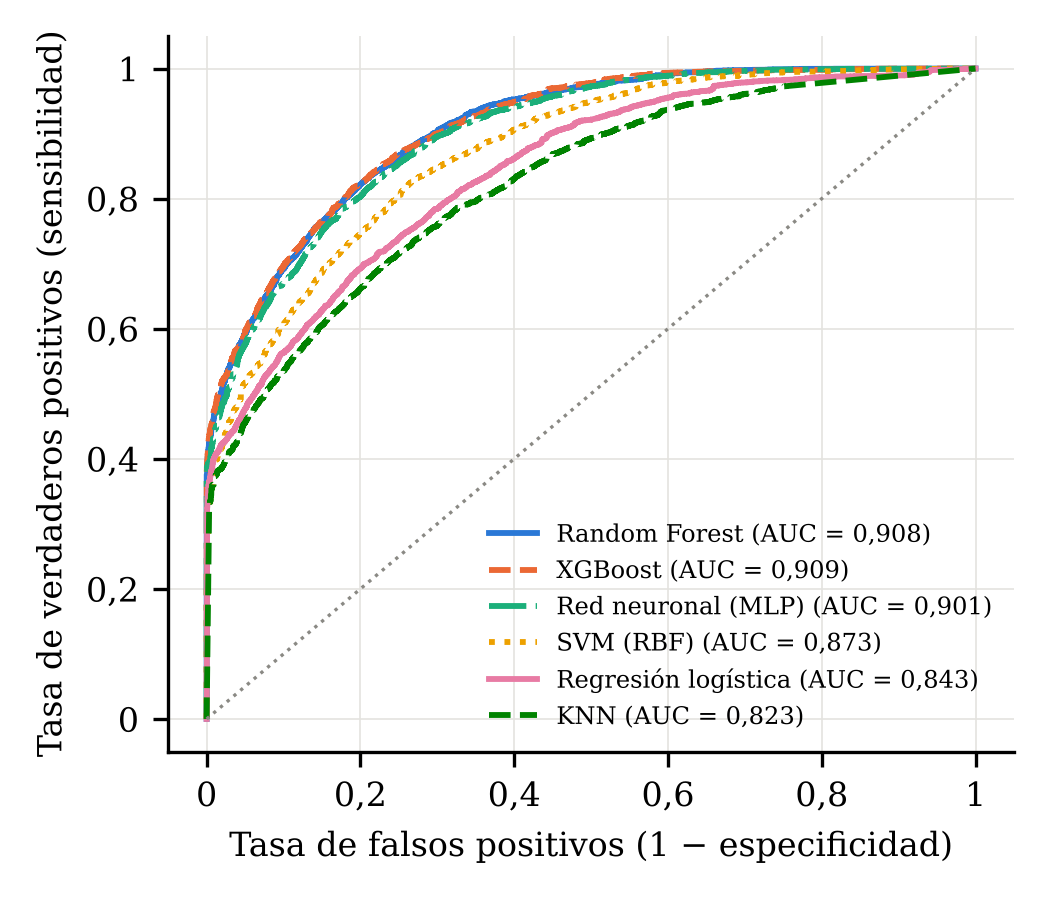 Tasa de verdaderos positivos (sensibilidad)
1
0,8
0,6
0,4
0,2
0
Random Forest (AUC = 0,908)
XGBoost (AUC = 0,909)
Red neuronal (MLP) (AUC = 0,901)
SVM (RBF) (AUC = 0,873)
Regresión logística (AUC = 0,843)
KNN (AUC = 0,823)
0 0,2 0,4 0,6 0,8 1
Tasa de falsos positivos (1 − especificidad)